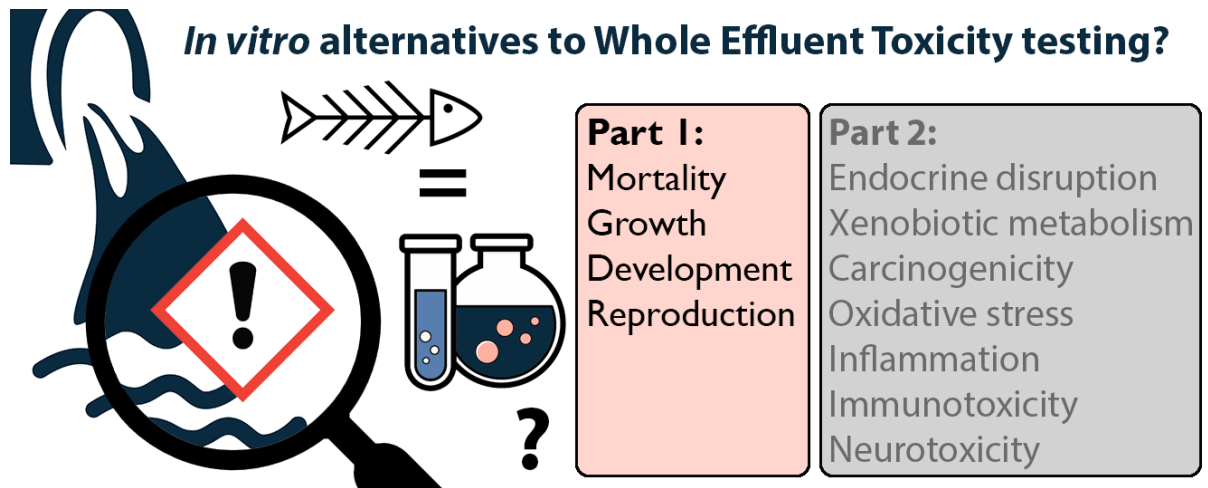 In vitro alternatives to Whole Effluent Toxicity testing?
=
?
!
Part 1:
Mortality
Growth
Development
Reproduction
Part 2:
Endocrine disruption
Xenobiotic metabolism
Carcinogenicity
Oxidative stress
Inflammation
Immunotoxicity
Neurotoxicity